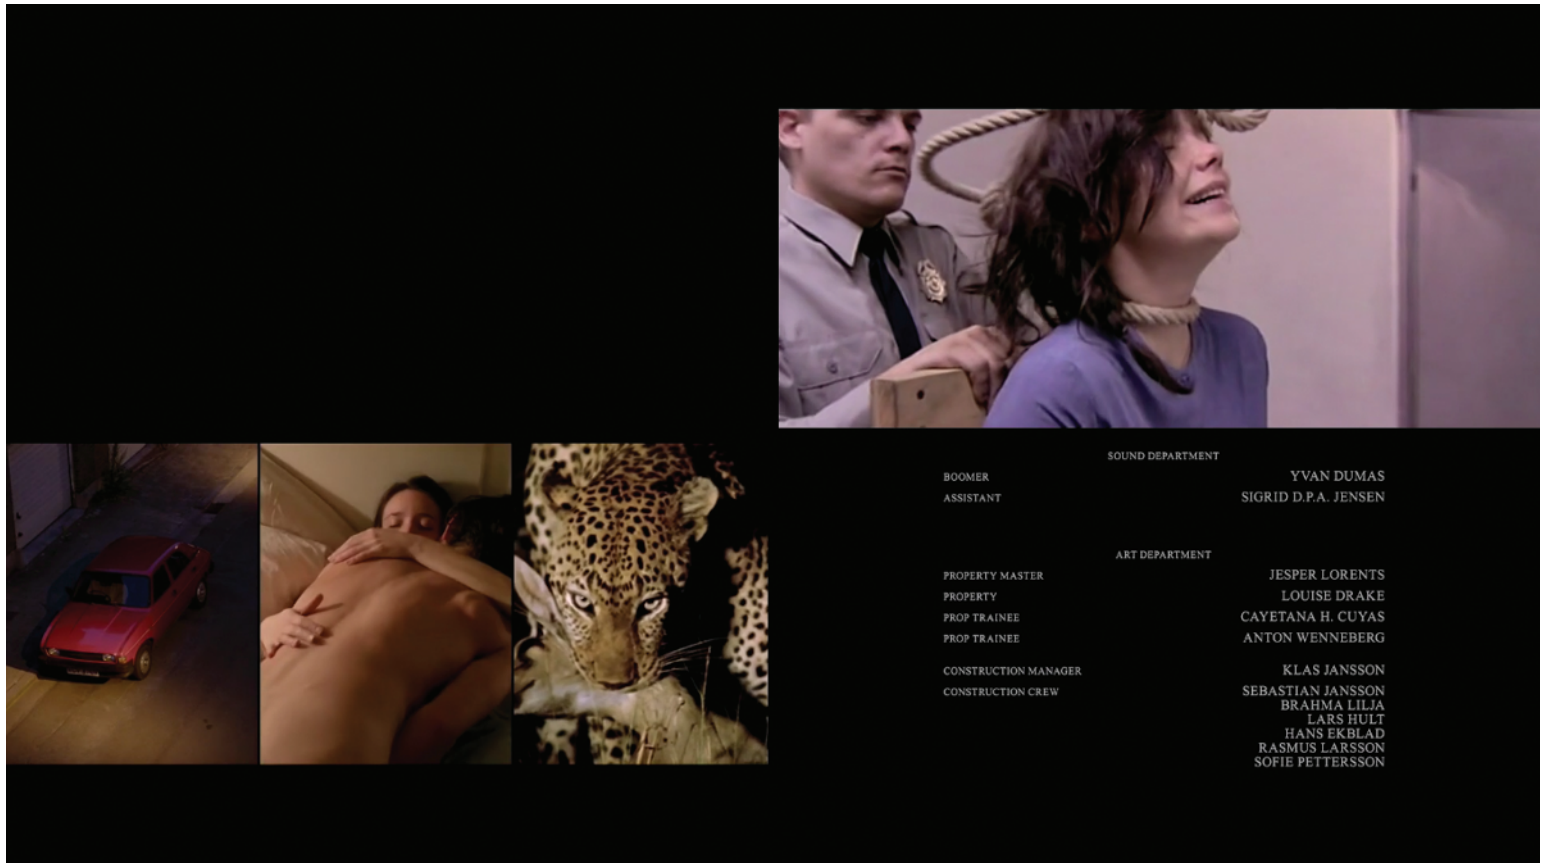 SOUND DEPARTMENT
BOOMER YVAN DUMAS
ASSISTANT SIGRID D.P.A. JENSEN
ART DEPARTMENT
PROPERTY MASTER JESPER LORENTS
PROPERTY LOUISE DRAKE
PROP TRAINEE CAYETANA H. CUYAS
PROP TRAINEE ANTON WENNEBERG
CONSTRUCTION MANAGER KLAS JANSSON
CONSTRUCTION CREW SEBASTIAN JANSSON
BRAHMA LILJA
LARS HULT
HANS EKBLAD
RASMUS LARSSON
SOFIE PETTERSSON